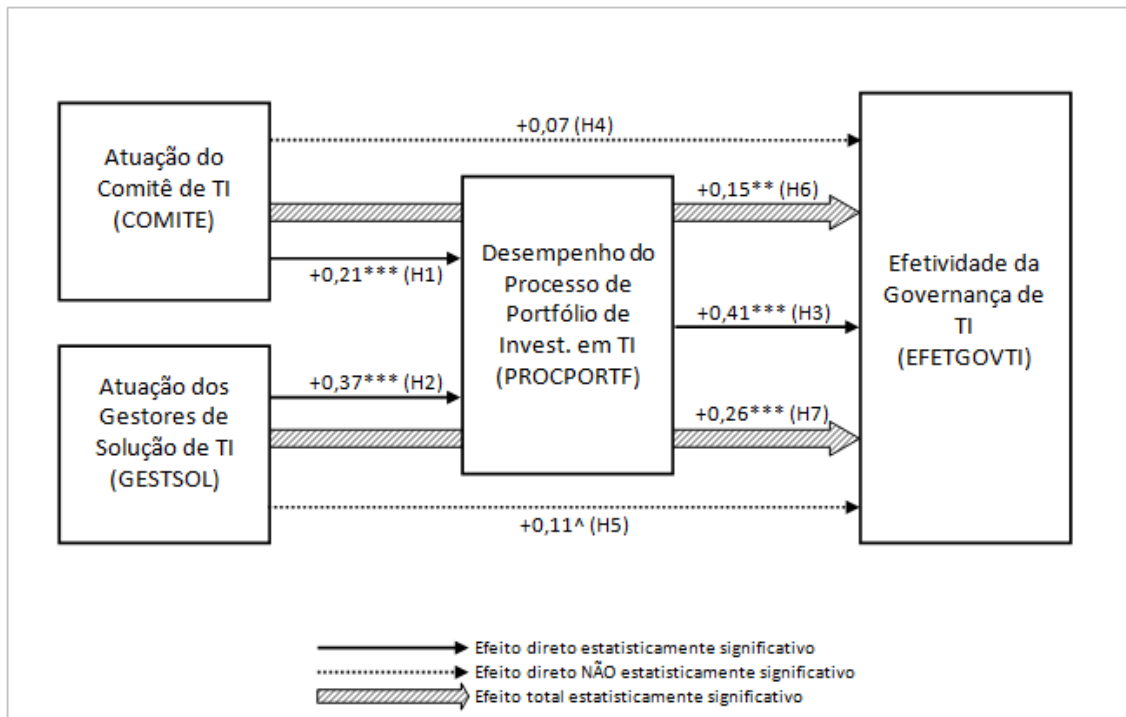 Atuação do
Comitê de TI
(COMITE)
+0,07 (H4)
+0,15** (H6)
+0,21*** (H1)
Desempenho do
Processo de
Portfólio de
Invest. em TI
(PROCPORTF)
Efetividade da
Governança de
TI
(EFETGOVTI)
+0,41*** (H3)
Atuação dos
Gestores de
Solução de TI
(GESTSOL)
+0,37*** (H2)
+0,26*** (H7)
+0,11^ (H5)
Efeito direto estatisticamente significativo
Efeito direto NÃO estatisticamente significativo
Efeito total estatisticamente significativo